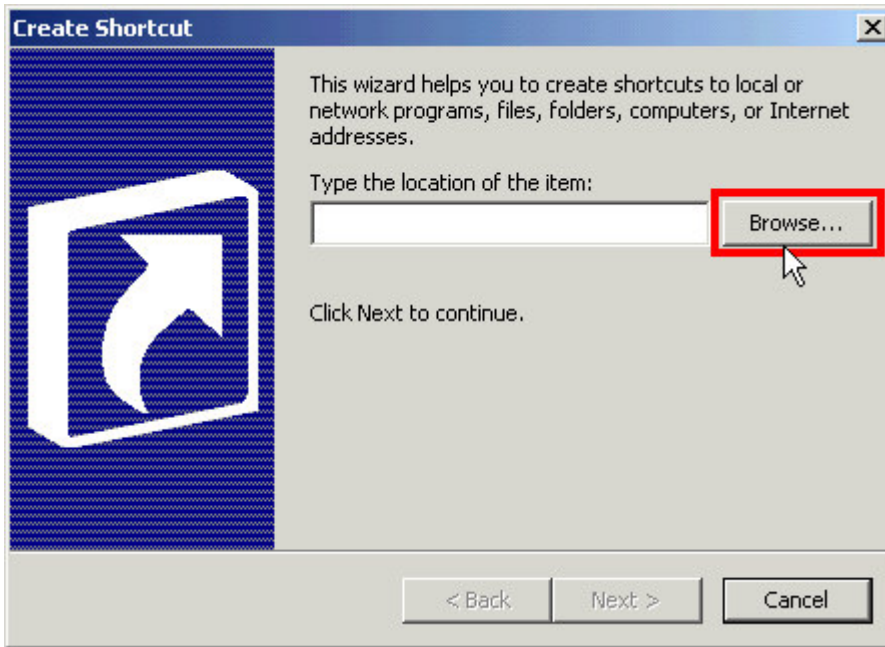 Create Shortcut
This wizard helps you to create shortcuts to local or
network programs, files, folders, computers, or Internet
addresses.
Type the location of the item:
Browse...
Click Next to continue.
< Back
Next >
Cancel